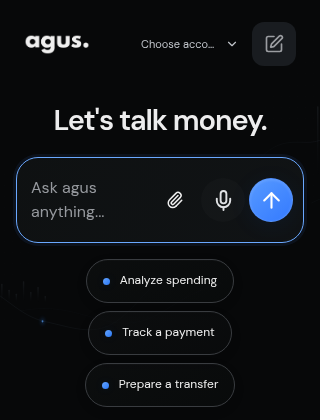 agus.
Choose acco...
Let's talk money.
Ask agus
anything...
Analyze spending
Track a payment
Prepare a transfer